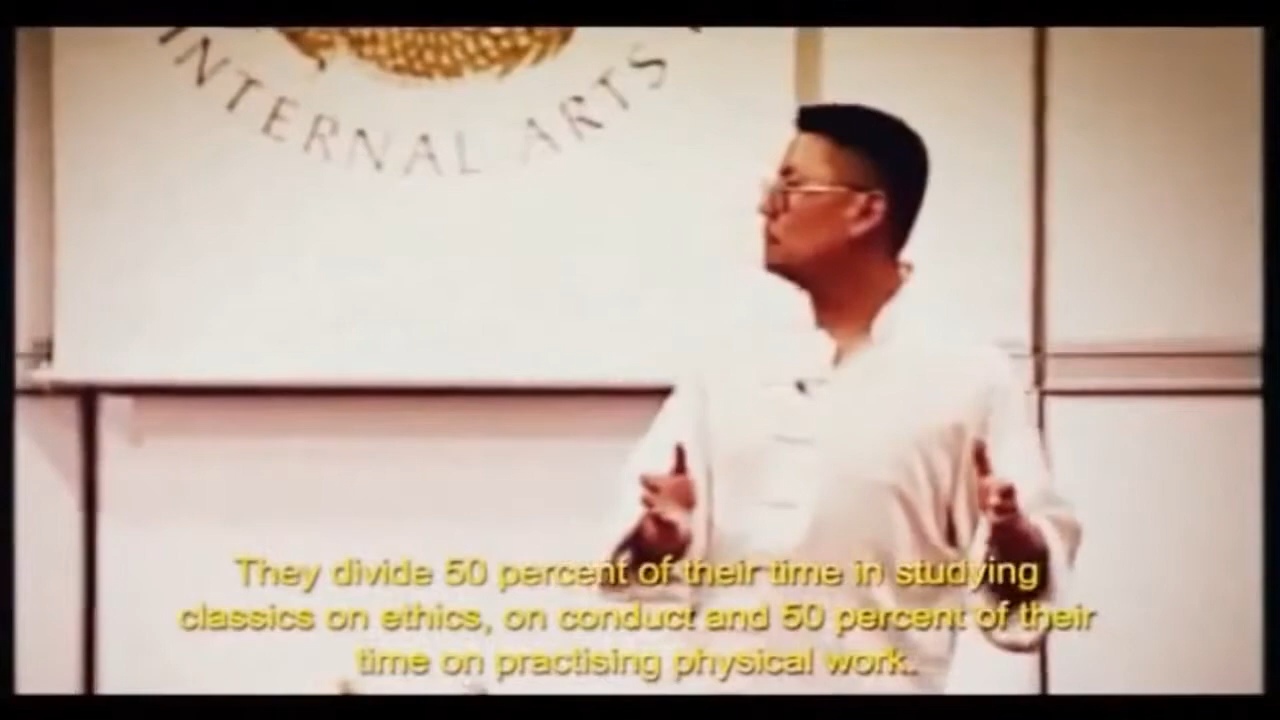 INTERNAL ARTS
They divide 50 percent of their time in studying
classics on ethics, on conduct and 50 percent of their
time on practising physical work.